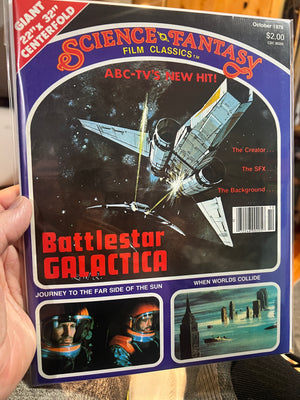 GIANT
22" X 32"
CENTERFOLD
October 1978
$2.00
SCIENCE FANTASY
FILM CLASSICS™
ABC-TV'S NEW HIT!
The Creator...
The SFX...
The Background...
Battlestar
GALACTICA
JOURNEY TO THE FAR SIDE OF THE SUN
WHEN WORLDS COLLIDE